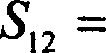 S₁₂ =